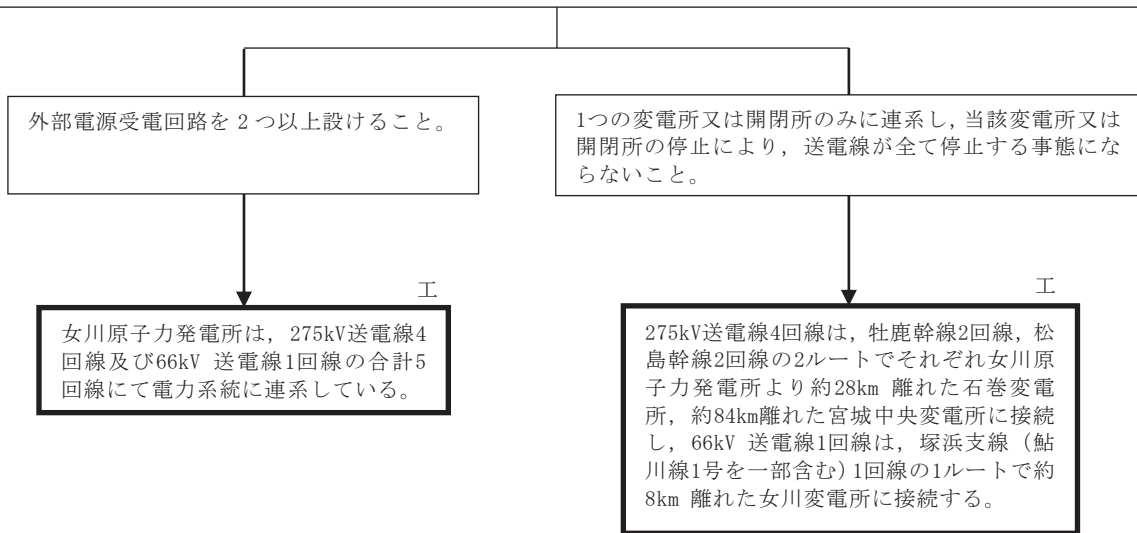 外部電源受電回路を２つ以上設けること。
1つの変電所又は開閉所のみに連系し，当該変電所又は
開閉所の停止により，送電線が全て停止する事態にな
らないこと。
工
女川原子力発電所は，275kV送電線4
回線及び66kV 送電線1回線の合計5
回線にて電力系統に連系している。
工
275kV送電線4回線は，牡鹿幹線2回線，松
島幹線2回線の2ルートでそれぞれ女川原
子力発電所より約28km 離れた石巻変電
所，約84km離れた宮城中央変電所に接続
し，66kV 送電線1回線は，塚浜支線（鮎
川線1号を一部含む）1回線の1ルートで約
8km 離れた女川変電所に接続する。